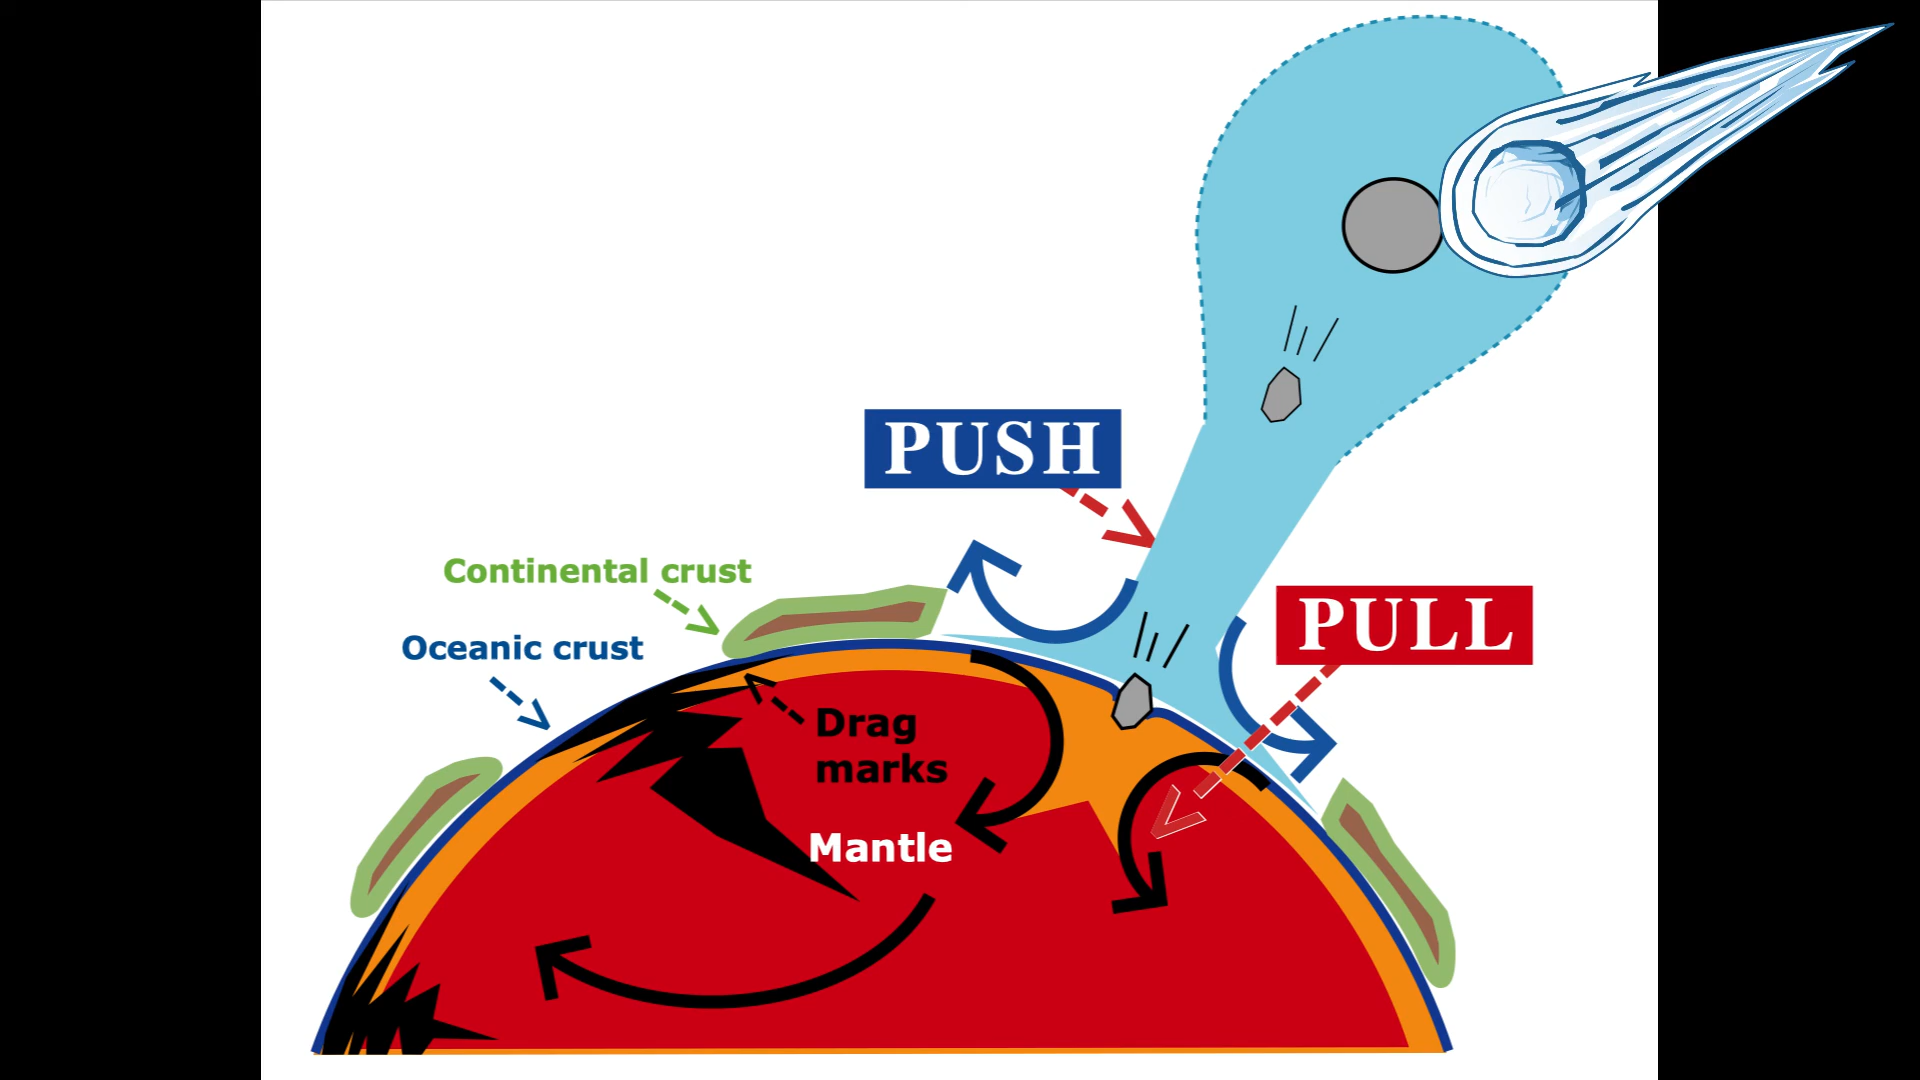 PUSH
Continental crust
PULL
Oceanic crust
Drag
marks
Mantle